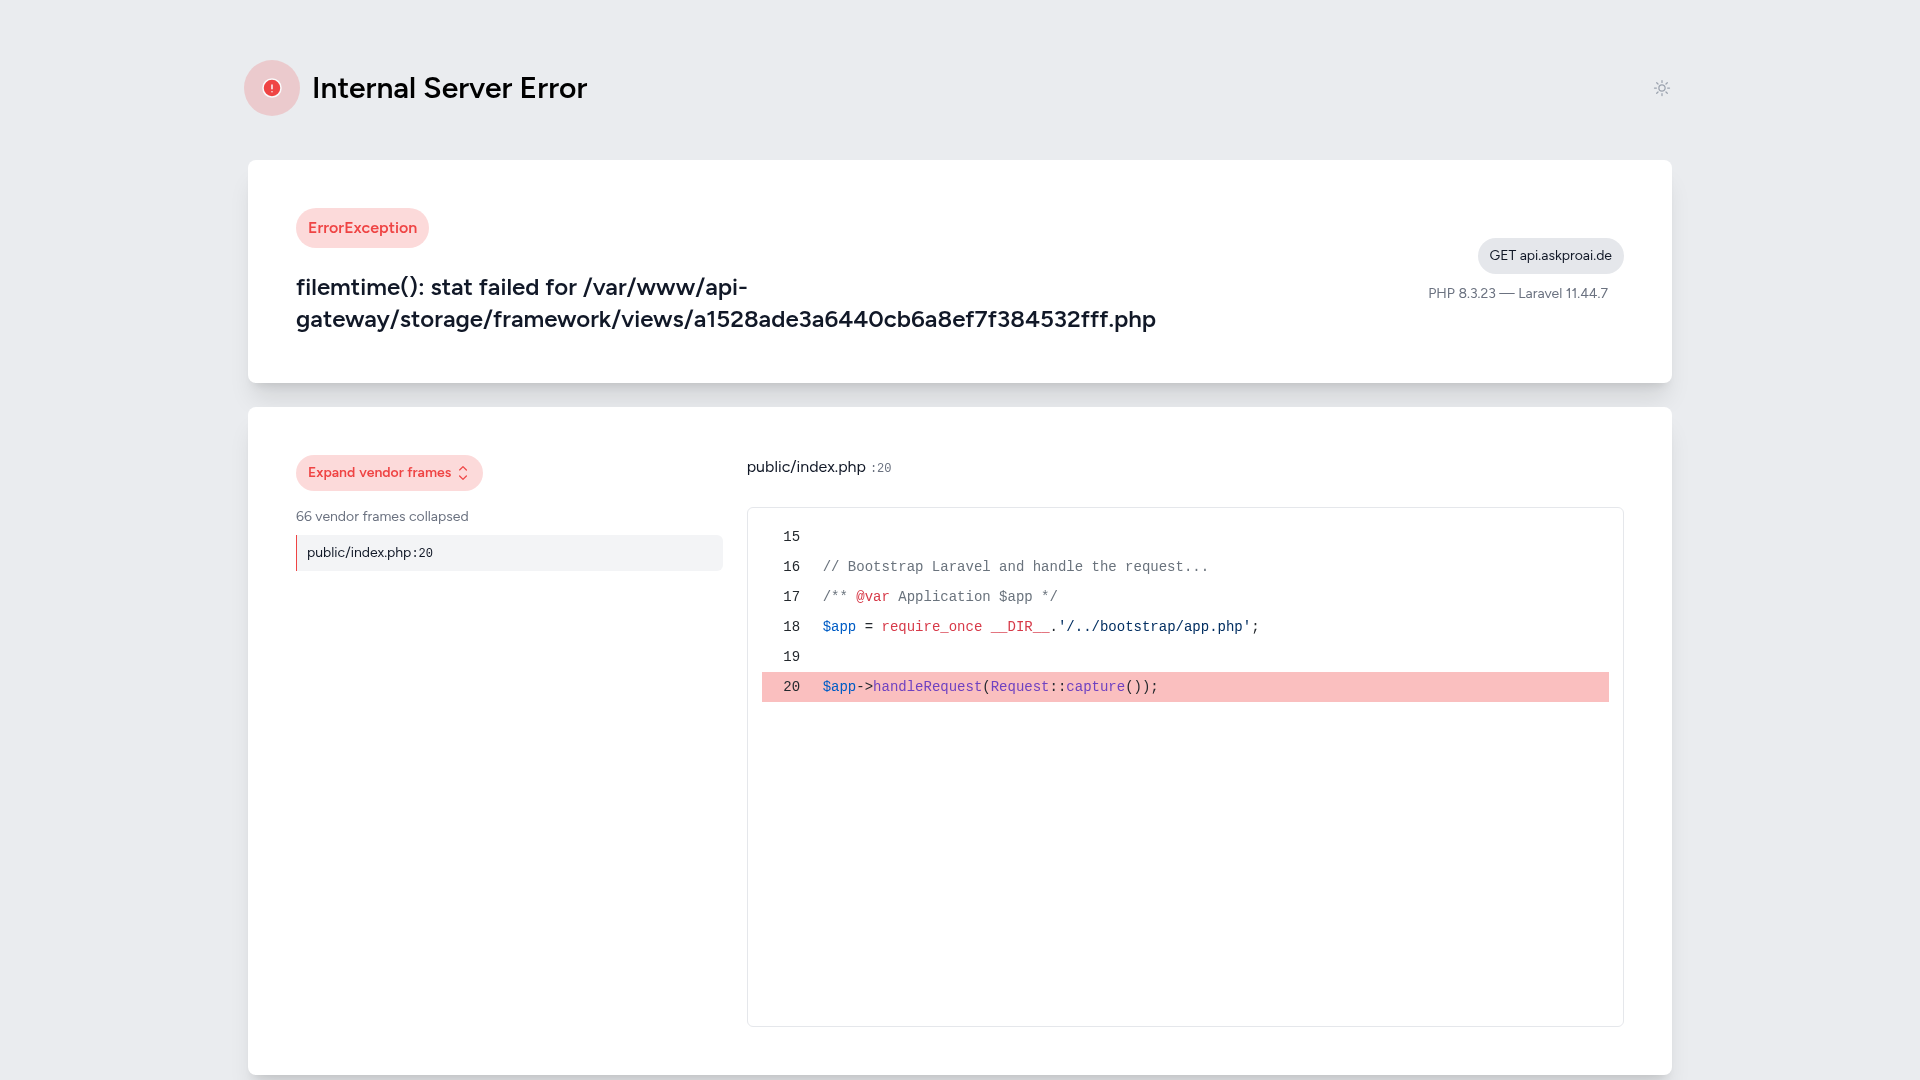 Internal Server Error
ErrorException
filemtime(): stat failed for /var/www/api-
gateway/storage/framework/views/a1528ade3a6440cb6a8ef7f384532fff.php
GET api.askproai.de
PHP 8.3.23 — Laravel 11.44.7
Expand vendor frames
66 vendor frames collapsed
public/index.php:20
public/index.php :20
15
16 // Bootstrap Laravel and handle the request...
17 /** @var Application $app */
18 $app = require_once __DIR__.'/../bootstrap/app.php';
19
20 $app->handleRequest(Request::capture());